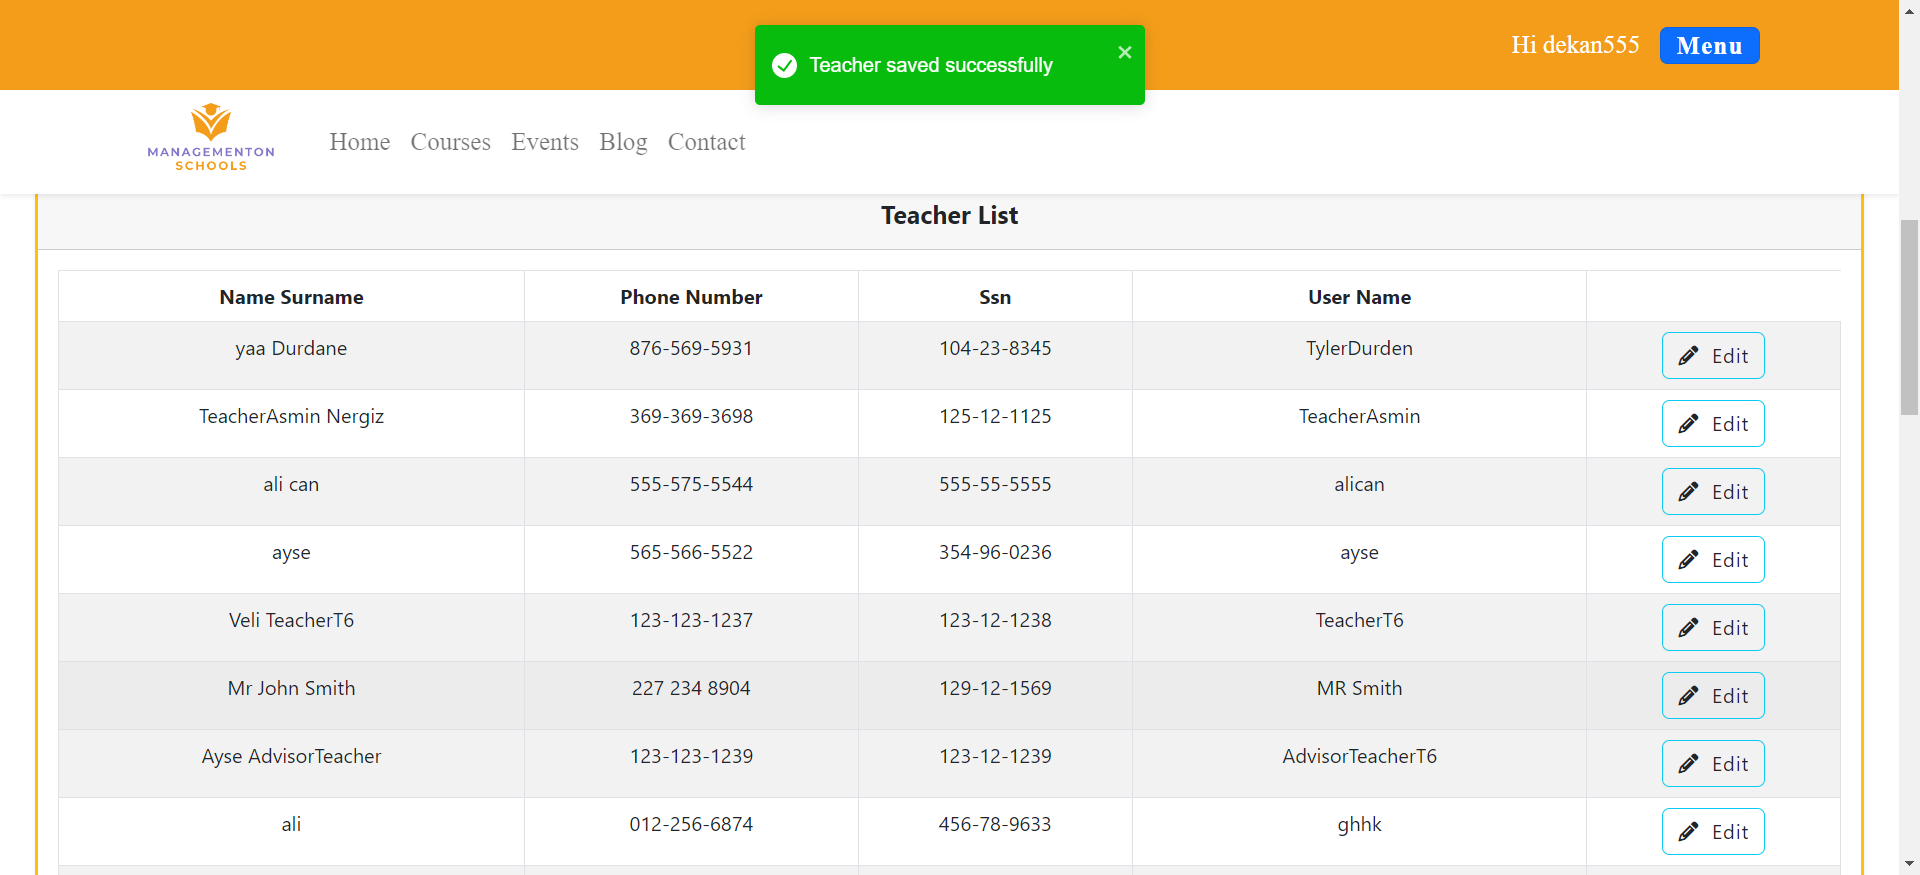 Teacher saved successfully
Hi dekan555
Menu
MANAGEMENTON
SCHOOLS
Home Courses Events Blog Contact
Teacher List
Name Surname Phone Number Ssn User Name
yaa Durdane 876-569-5931 104-23-8345 TylerDurden Edit
TeacherAsmin Nergiz 369-369-3698 125-12-1125 TeacherAsmin Edit
ali can 555-575-5544 555-55-5555 alican Edit
ayse 565-566-5522 354-96-0236 ayse Edit
Veli TeacherT6 123-123-1237 123-12-1238 TeacherT6 Edit
Mr John Smith 227 234 8904 129-12-1569 MR Smith Edit
Ayse AdvisorTeacher 123-123-1239 123-12-1239 AdvisorTeacherT6 Edit
ali 012-256-6874 456-78-9633 ghhk Edit